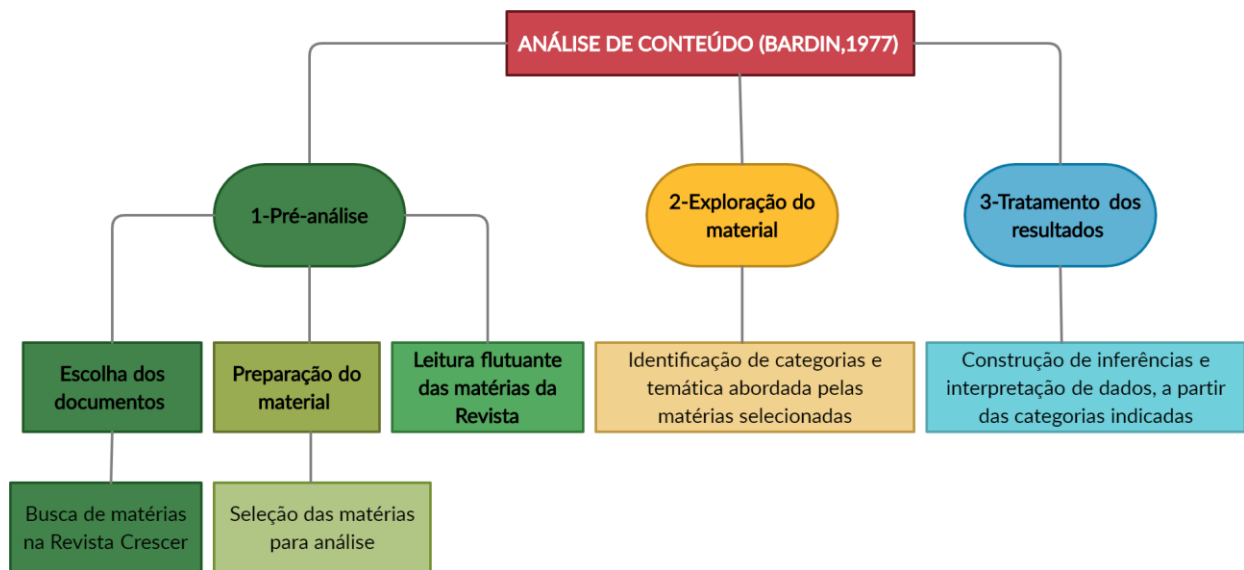 ANÁLISE DE CONTEÚDO (BARDIN,1977)
1-Pré-análise
2-Exploração do
material
3-Tratamento dos
resultados
Escolha dos
documentos
Preparação do
material
Leitura flutuante
das matérias da
Revista
Identificação de categorias e
temática abordada pelas
matérias selecionadas
Construção de inferências e
interpretação de dados, a partir
das categorias indicadas
Busca de matérias
na Revista Crescer
Seleção das matérias
para análise